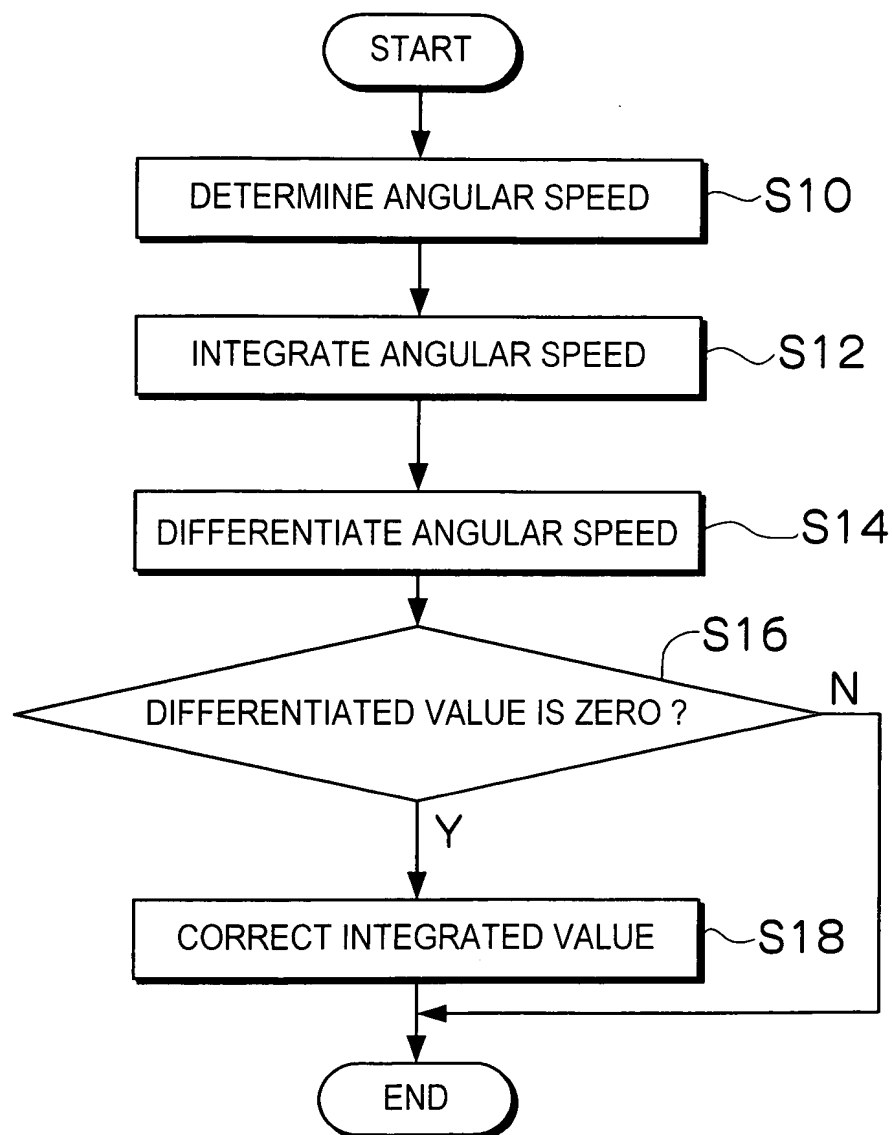 START
DETERMINE ANGULAR SPEED
S10
INTEGRATE ANGULAR SPEED
S12
DIFFERENTIATE ANGULAR SPEED
S14
S16
DIFFERENTIATED VALUE IS ZERO ?
N
Y
CORRECT INTEGRATED VALUE
S18
END